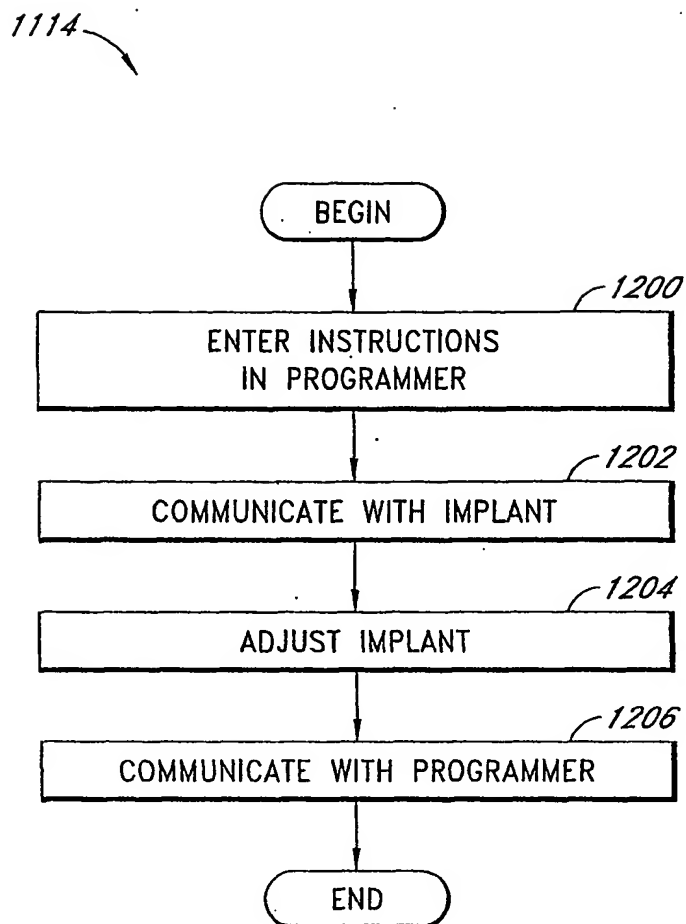 1114
BEGIN
1200
ENTER INSTRUCTIONS
IN PROGRAMMER
1202
COMMUNICATE WITH IMPLANT
1204
ADJUST IMPLANT
1206
COMMUNICATE WITH PROGRAMMER
END